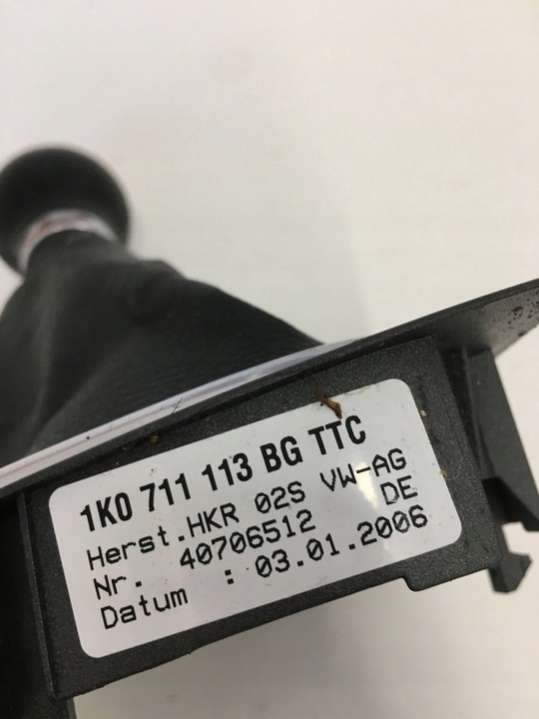 1K0 711 113 BG TTC
Herst.HKR 02S VW-AG
Nr. 40706512 DE
Datum : 03.01.2006